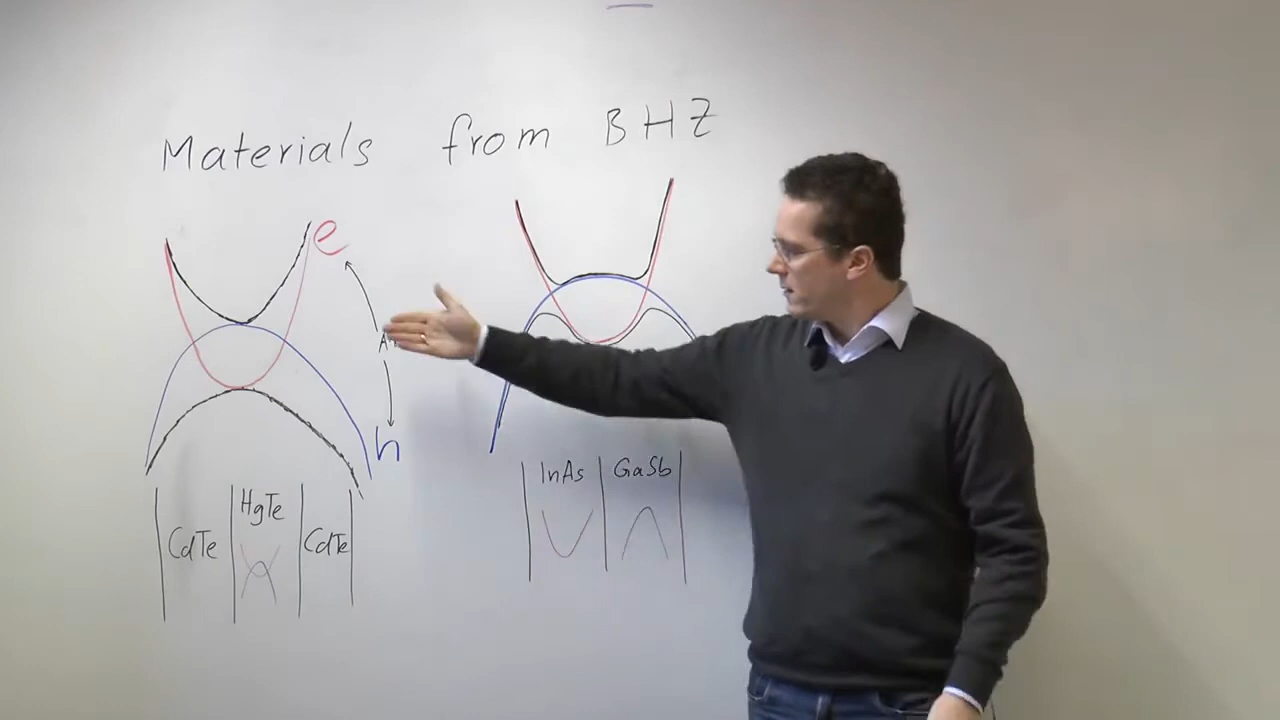 Materials from BHZ
e
h
InAs GaSb
HgTe
CdTe CdTe